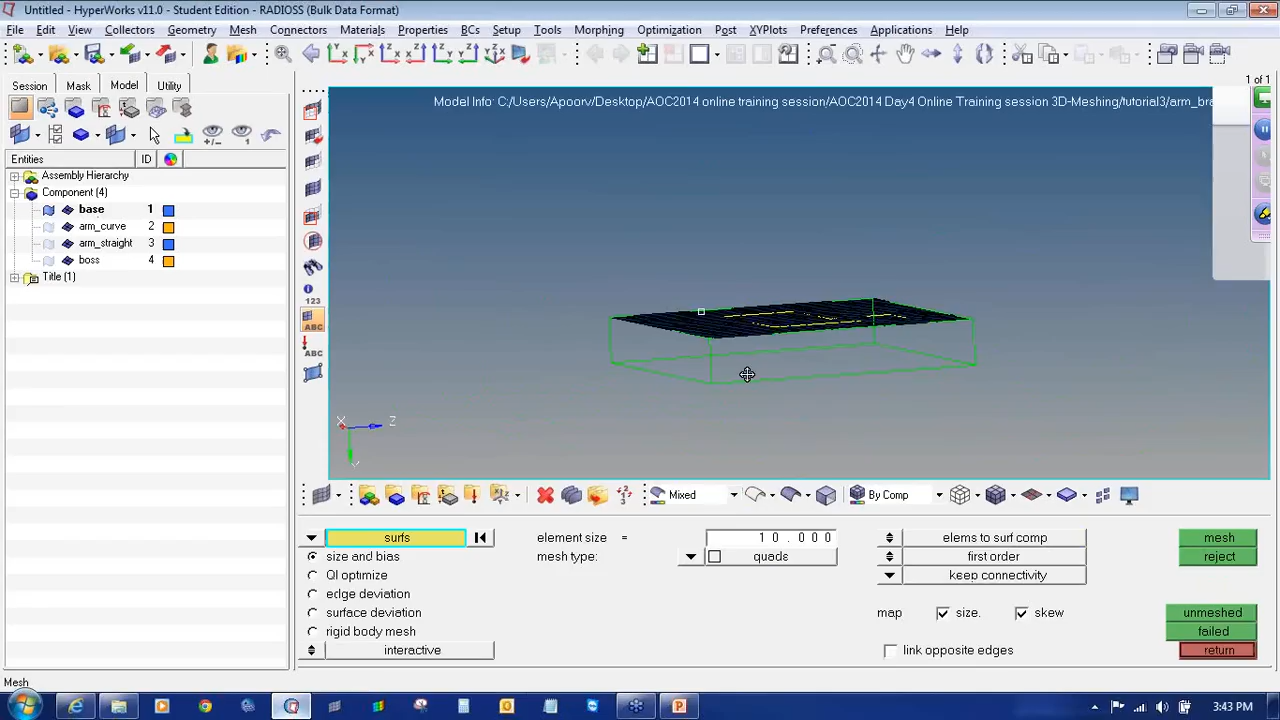 Untitled - HyperWorks v11.0 - Student Edition - RADIOSS (Bulk Data Format)
File Edit View Collectors Geometry Mesh Connectors Materials Properties BCs Setup Tools Morphing Optimization Post XYPlots Preferences Applications Help
1 of 1
Session Mask Model Utility
Model Info: C:/Users/Apoorv/Desktop/AOC2014 online training session/AOC2014 Day4 Online Training session 3D-Meshing/tutorial3/arm_bra
Entities ID
Assembly Hierarchy
Component (4)
base 1
arm_curve 2
arm_straight 3
boss 4
Title (1)
123
ABC
ABC
X Z
Y
Mixed By Comp
surfs element size = 10.000 elems to surf comp mesh
size and bias mesh type: quads first order reject
QI optimize keep connectivity
edge deviation
surface deviation map size. skew unmeshed
rigid body mesh failed
interactive link opposite edges return
Mesh
3:43 PM